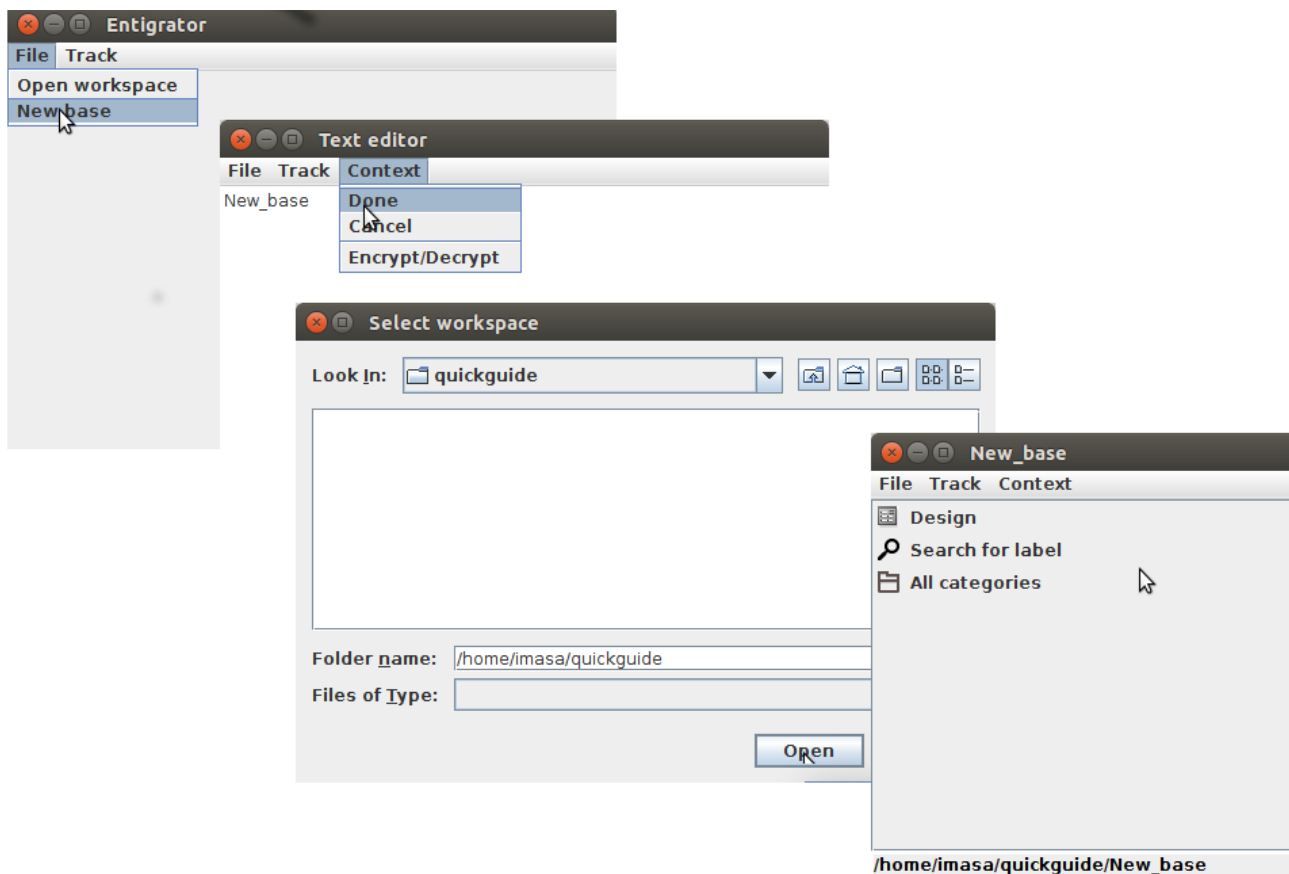 Entigrator
File Track
Open workspace
New base
Text editor
File Track Context
New_base Done
Cancel
Encrypt/Decrypt
Select workspace
Look In: quickguide
Folder name: /home/imasa/quickguide
Files of Type:
Open
New_base
File Track Context
Design
Search for label
All categories
/home/imasa/quickguide/New_base